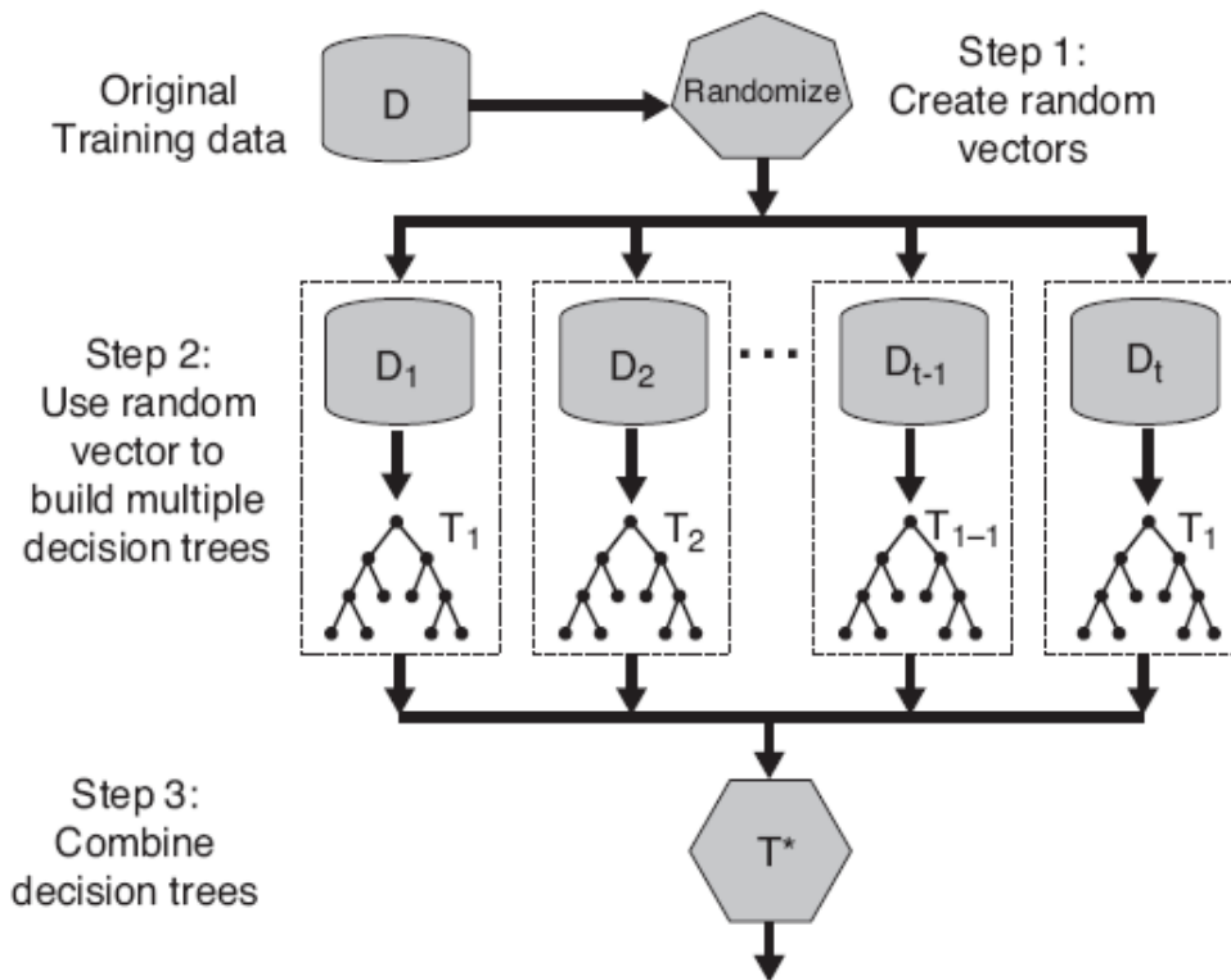 Original
Training data
D
Randomize
Step 1:
Create random
vectors
Step 2:
Use random
vector to
build multiple
decision trees
D₁
D₂
...
Dₜ₋₁
Dₜ
T₁
T₂
T₁₋₁
T₁
Step 3:
Combine
decision trees
T*